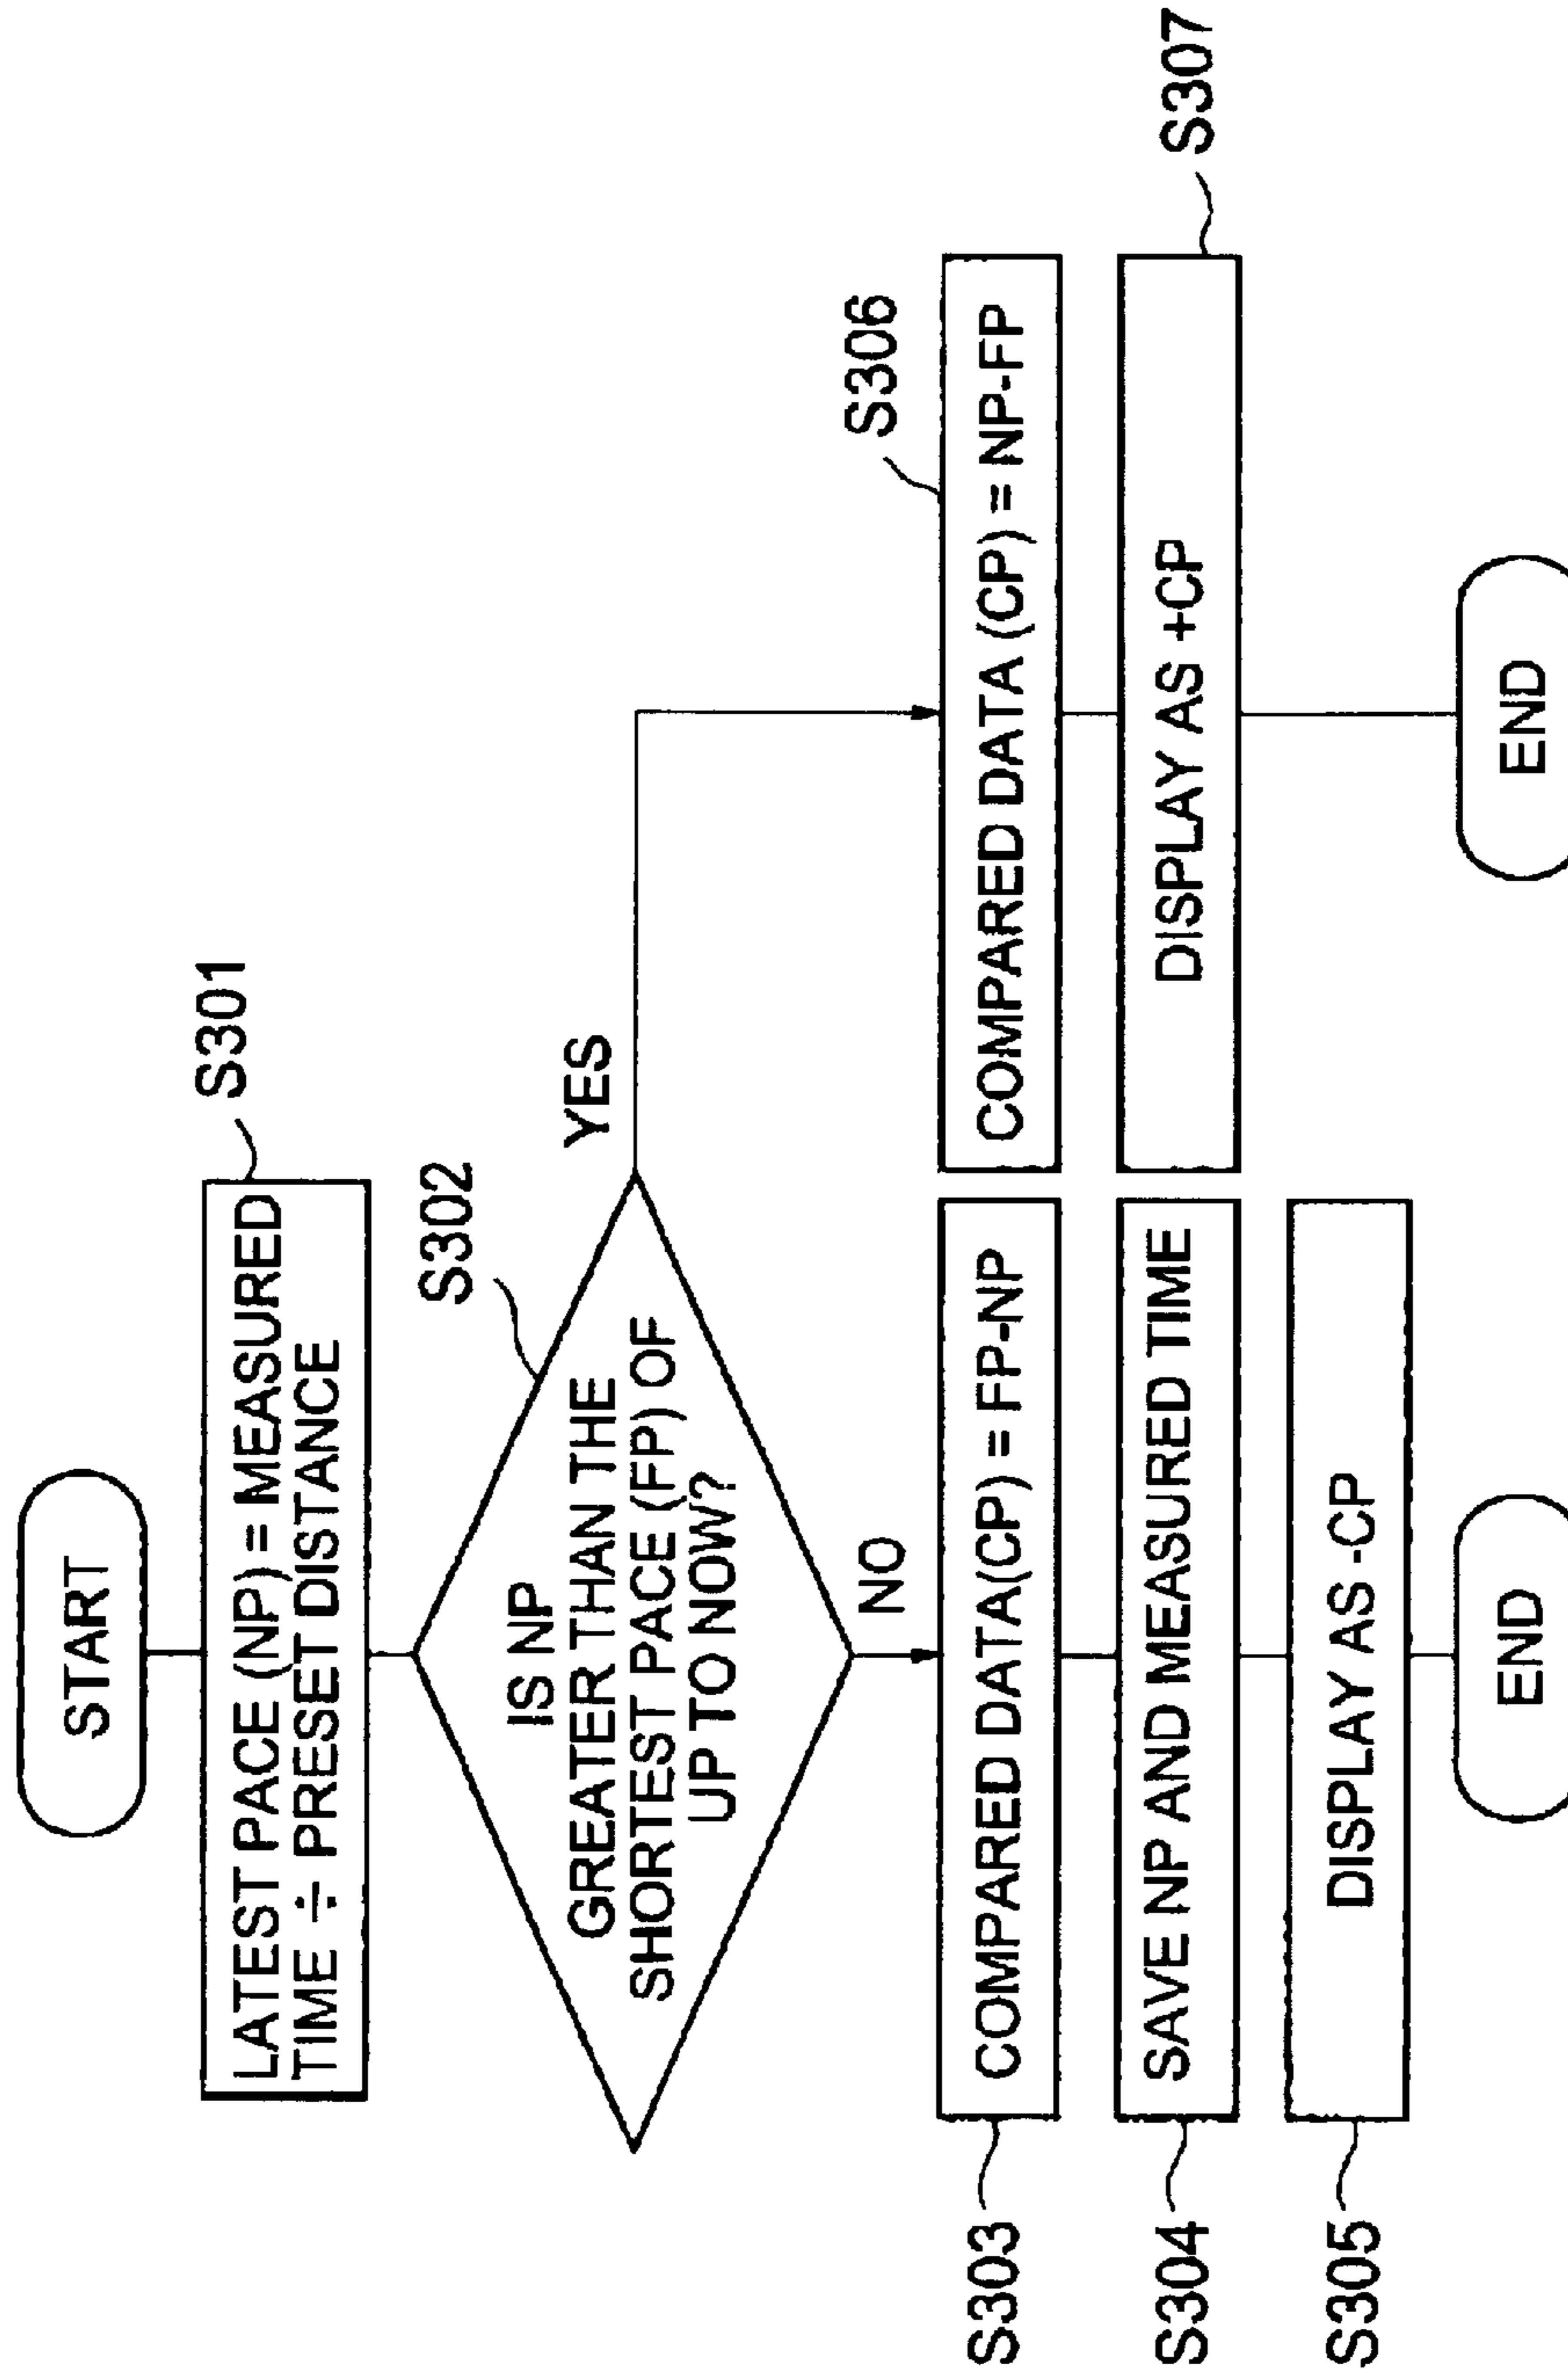 START
S301
LATEST PACE (NP) = MEASURED
TIME ÷ PRESET DISTANCE
S302
IS NP
GREATER THAN THE
SHORTEST PACE (FP) OF
UP TO NOW?
YES
NO
S303
COMPARED DATA(CP) = FP-NP
S304
SAVE NP AND MEASURED TIME
S305
DISPLAY AS -CP
END
S306
COMPARED DATA (CP) = NP-FP
S307
DISPLAY AS +CP
END